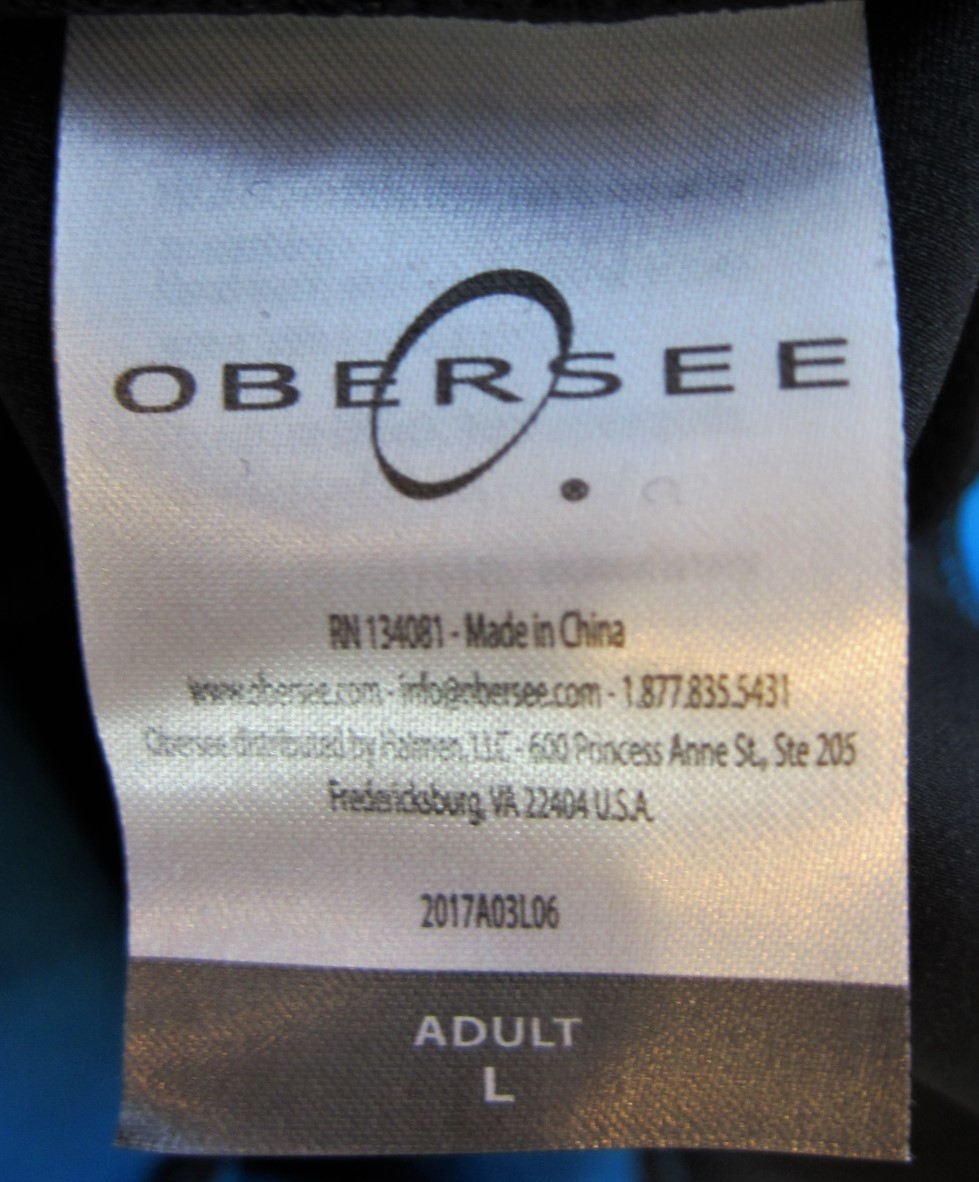 OBERSEE
®
RN 134081 - Made in China
www.obersee.com - info@obersee.com - 1.877.835.5431
Obersee distributed by Halmen, LLC - 600 Princess Anne St., Ste 205
Fredericksburg, VA 22404 U.S.A.
2017A03L06
ADULT
L